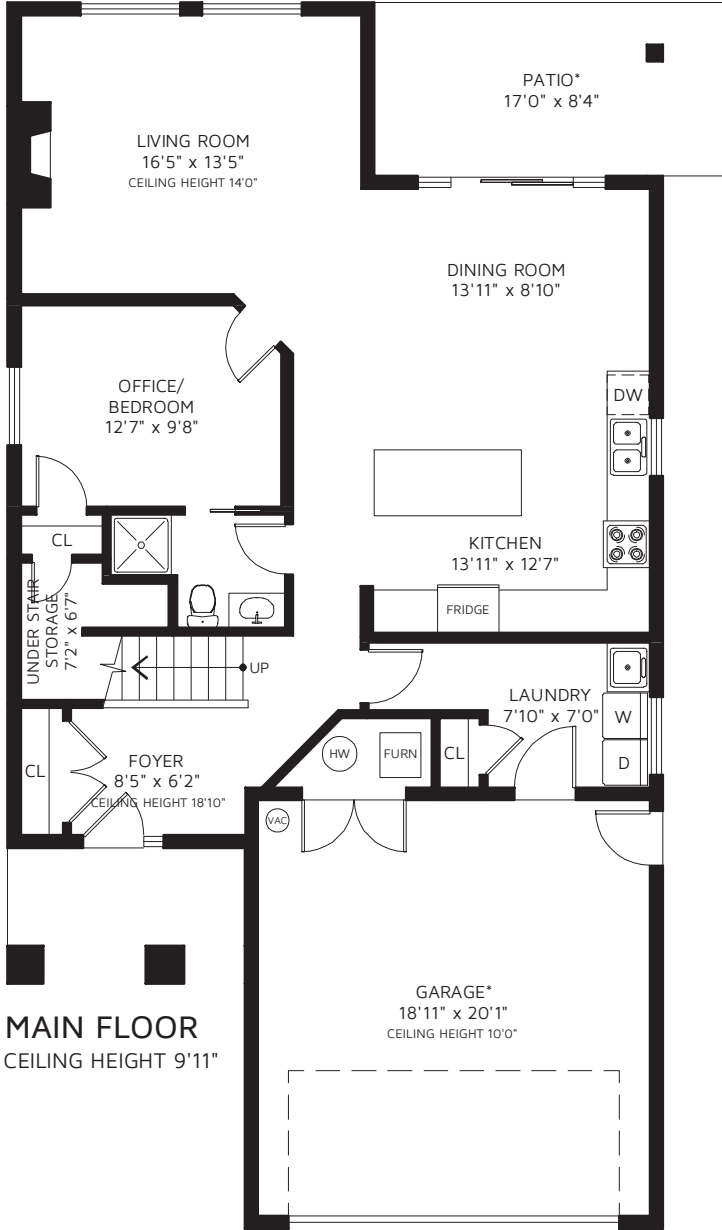 PATIO*
17'0" x 8'4"
LIVING ROOM
16'5" x 13'5"
CEILING HEIGHT 14'0"
DINING ROOM
13'11" x 8'10"
OFFICE/
BEDROOM
12'7" x 9'8"
DW
CL
KITCHEN
13'11" x 12'7"
FRIDGE
UNDER STAIR
STORAGE
7'2" x 6'7"
UP
LAUNDRY
7'10" x 7'0"
W
D
CL
HW
FURN
CL
FOYER
8'5" x 6'2"
CEILING HEIGHT 18'10"
VAC
GARAGE*
18'11" x 20'1"
CEILING HEIGHT 10'0"
MAIN FLOOR
CEILING HEIGHT 9'11"